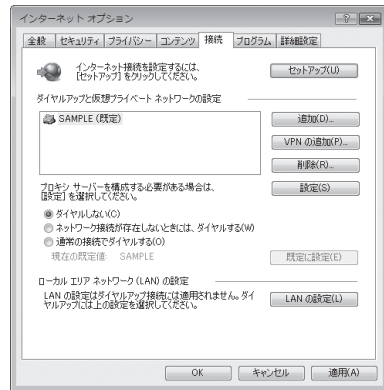 インターネット オプション
全般 セキュリティ プライバシー コンテンツ 接続 プログラム 詳細設定
インターネット接続を設定するには、
[セットアップ] をクリックしてください。
セットアップ(U)
ダイヤルアップと仮想プライベート ネットワークの設定
SAMPLE (既定)
追加(D)...
VPN の追加(P)...
削除(R)...
設定(S)
プロキシ サーバーを構成する必要がある場合は、
[設定] を選択してください。
ダイヤルしない(C)
ネットワーク接続が存在しないときには、ダイヤルする(W)
通常の接続でダイヤルする(O)
現在の既定値: SAMPLE
既定に設定(E)
ローカル エリア ネットワーク (LAN) の設定
LAN の設定はダイヤルアップ接続には適用されません。ダイ
ヤルアップには上の設定を選択してください。
LAN の設定(L)
OK キャンセル 適用(A)